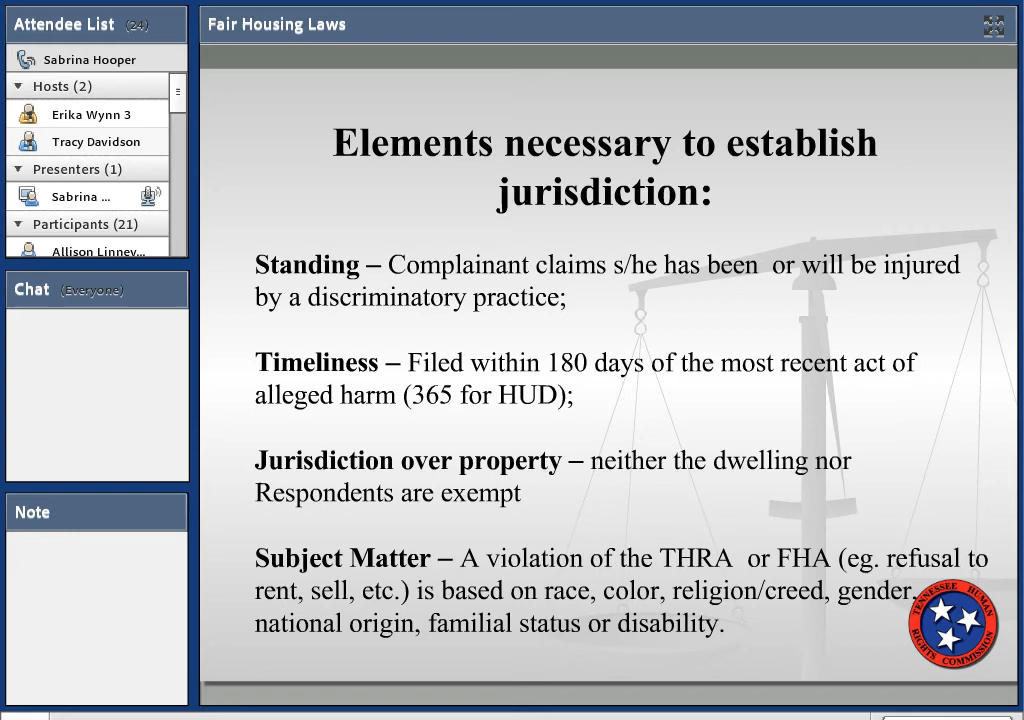 Attendee List (24)
Sabrina Hooper
Hosts (2)
Erika Wynn 3
Tracy Davidson
Presenters (1)
Sabrina ...
Participants (21)
Allison Linney...
Chat (Everyone)
Note
Fair Housing Laws
Elements necessary to establish
jurisdiction:
Standing – Complainant claims s/he has been  or will be injured
by a discriminatory practice;
Timeliness – Filed within 180 days of the most recent act of
alleged harm (365 for HUD);
Jurisdiction over property – neither the dwelling nor
Respondents are exempt
Subject Matter – A violation of the THRA  or FHA (eg. refusal to
rent, sell, etc.) is based on race, color, religion/creed, gender,
national origin, familial status or disability.
TENNESSEE HUMAN
RIGHTS COMMISSION